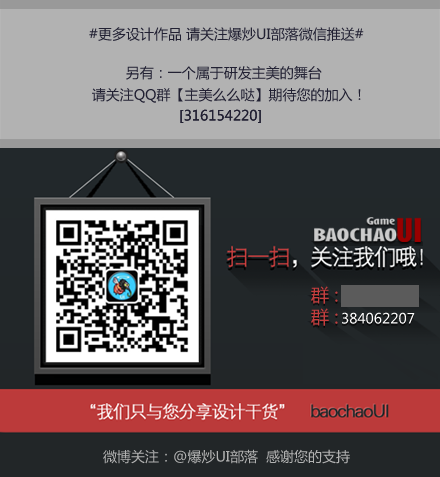 #更多设计作品 请关注爆炒UI部落微信推送#
另有：一个属于研发主美的舞台
请关注QQ群【主美么么哒】期待您的加入！
[316154220]
Game
BAOCHAOUI
扫一扫，关注我们哦!
群：
群：384062207
“我们只与您分享设计干货” baochaoUI
微博关注：@爆炒UI部落 感谢您的支持